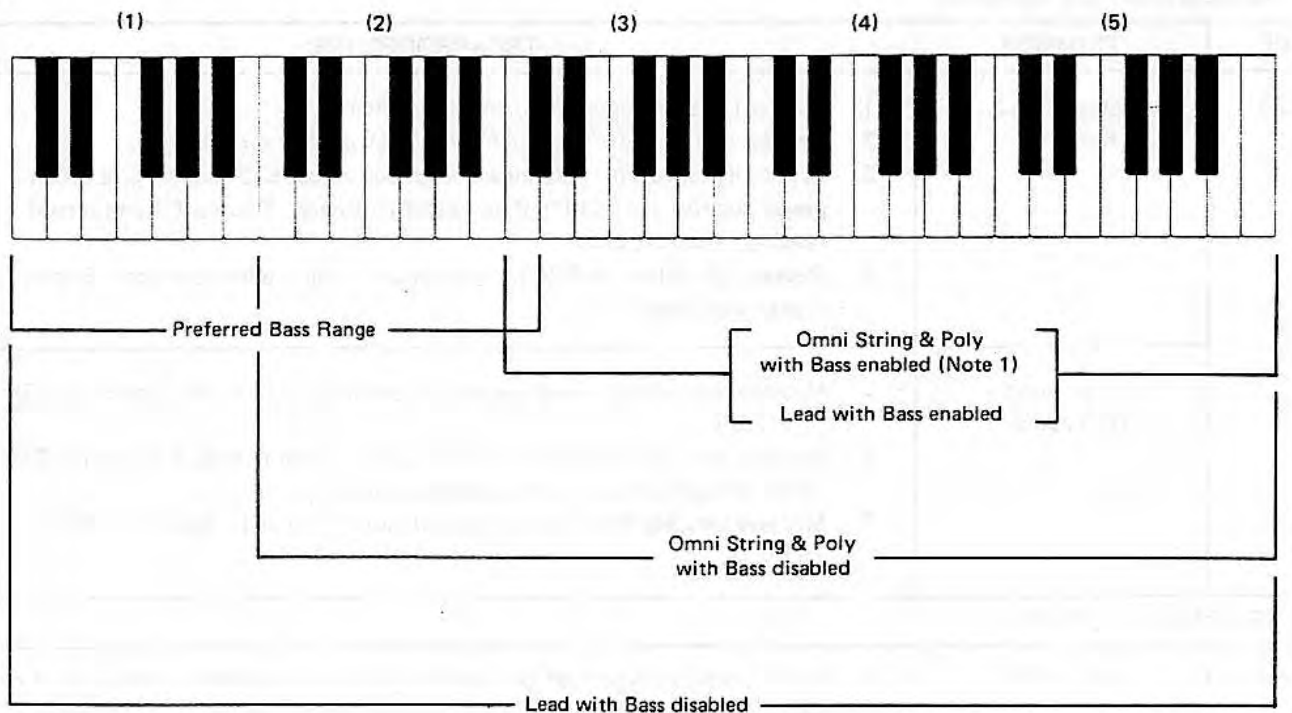 (1) (2) (3) (4) (5)
Preferred Bass Range
Omni String & Poly
with Bass enabled (Note 1)
Lead with Bass enabled
Omni String & Poly
with Bass disabled
Lead with Bass disabled